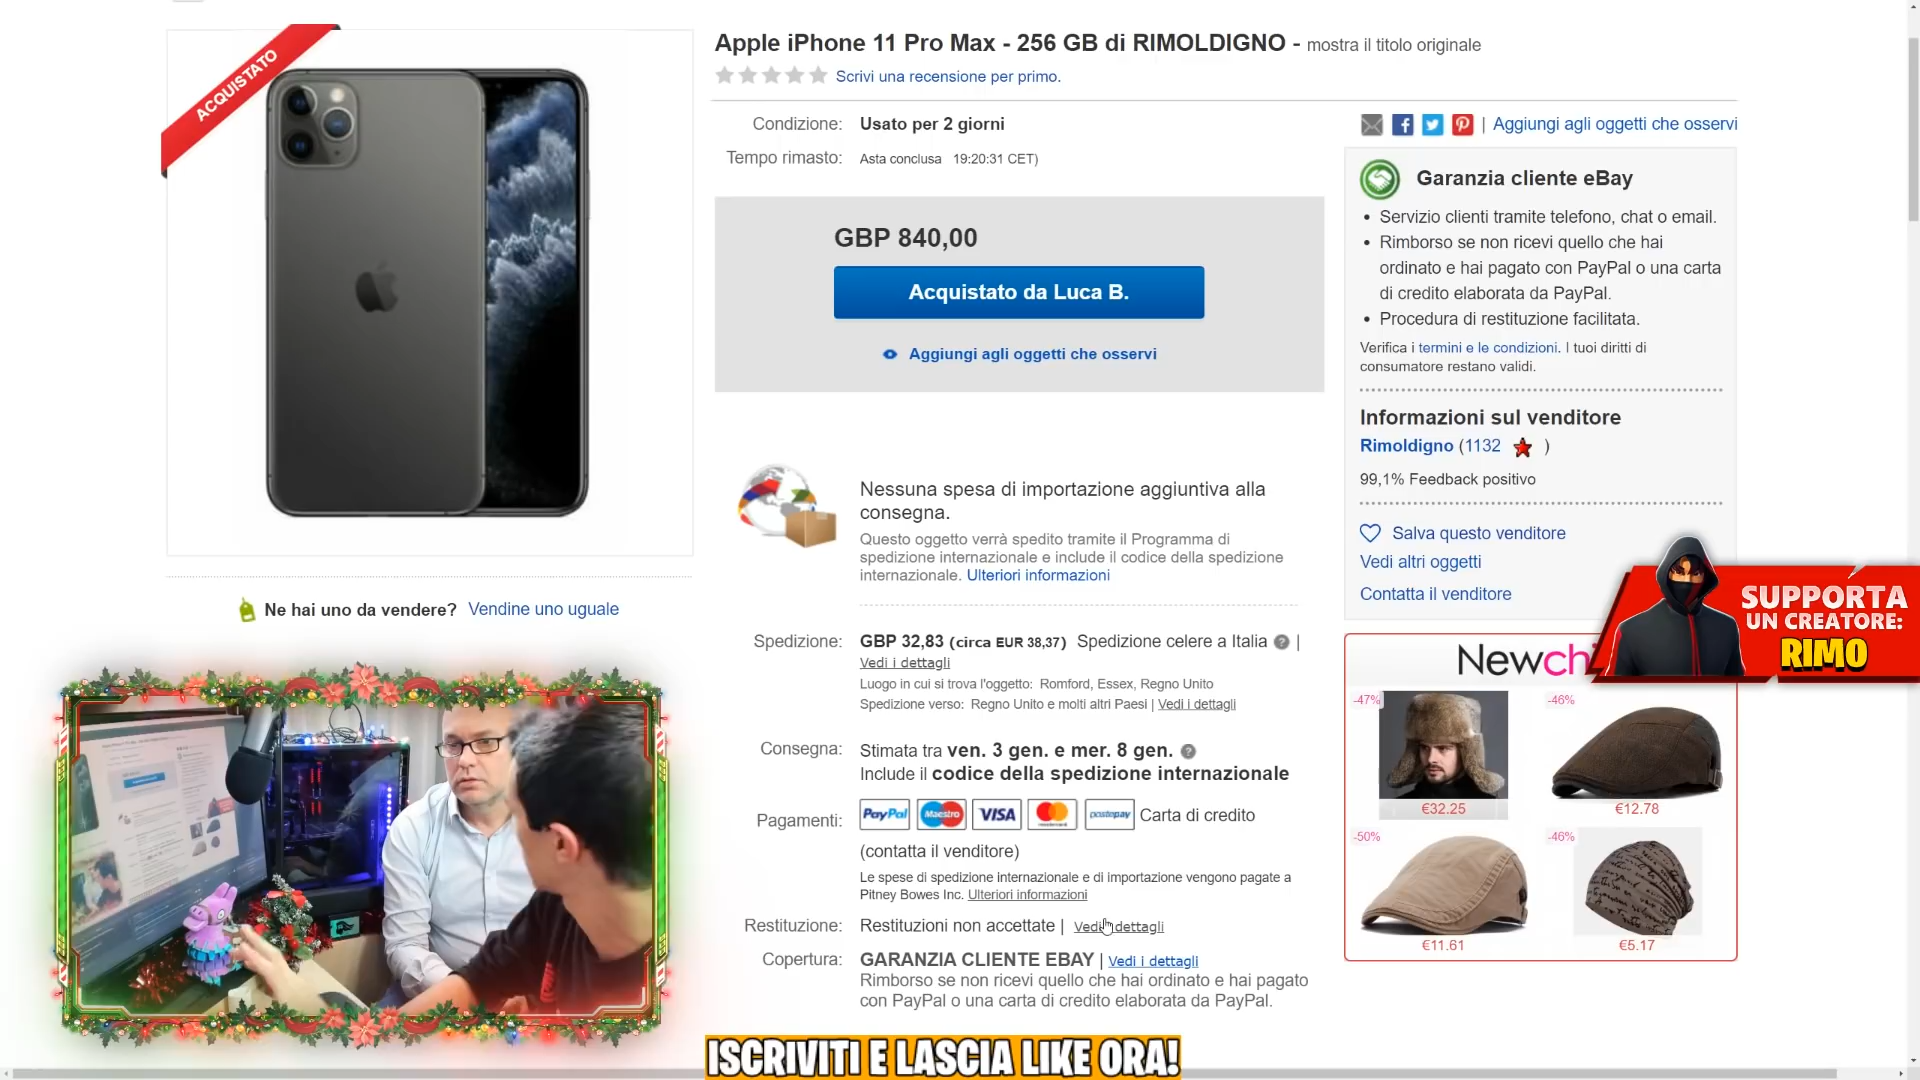 ACQUISTATO
Apple iPhone 11 Pro Max - 256 GB di RIMOLDIGNO - mostra il titolo originale
Scrivi una recensione per primo.
Condizione: Usato per 2 giorni
Tempo rimasto: Asta conclusa 19:20:31 CET)
GBP 840,00
Acquistato da Luca B.
Aggiungi agli oggetti che osservi
Nessuna spesa di importazione aggiuntiva alla
consegna.
Questo oggetto verrà spedito tramite il Programma di
spedizione internazionale e include il codice della spedizione
internazionale. Ulteriori informazioni
Ne hai uno da vendere? Vendine uno uguale
Spedizione: GBP 32,83 (circa EUR 38,37) Spedizione celere a Italia ? |
Vedi i dettagli
Luogo in cui si trova l'oggetto: Romford, Essex, Regno Unito
Spedizione verso: Regno Unito e molti altri Paesi | Vedi i dettagli
Consegna: Stimata tra ven. 3 gen. e mer. 8 gen. ?
Include il codice della spedizione internazionale
Pagamenti: PayPal Maestro VISA mastercard postepay Carta di credito
(contatta il venditore)
Le spese di spedizione internazionale e di importazione vengono pagate a
Pitney Bowes Inc. Ulteriori informazioni
Restituzione: Restituzioni non accettate | Vedi i dettagli
Copertura: GARANZIA CLIENTE EBAY | Vedi i dettagli
Rimborso se non ricevi quello che hai ordinato e hai pagato
con PayPal o una carta di credito elaborata da PayPal.
| Aggiungi agli oggetti che osservi
Garanzia cliente eBay
• Servizio clienti tramite telefono, chat o email.
• Rimborso se non ricevi quello che hai
ordinato e hai pagato con PayPal o una carta
di credito elaborata da PayPal.
• Procedura di restituzione facilitata.
Verifica i termini e le condizioni. I tuoi diritti di
consumatore restano validi.
Informazioni sul venditore
Rimoldigno (1132 )
99,1% Feedback positivo
Salva questo venditore
Vedi altri oggetti
Contatta il venditore
SUPPORTA
UN CREATORE:
RIMO
Newch
-47% -46%
€32.25 €12.78
-50% -46%
€11.61 €5.17
ISCRIVITI E LASCIA LIKE ORA!